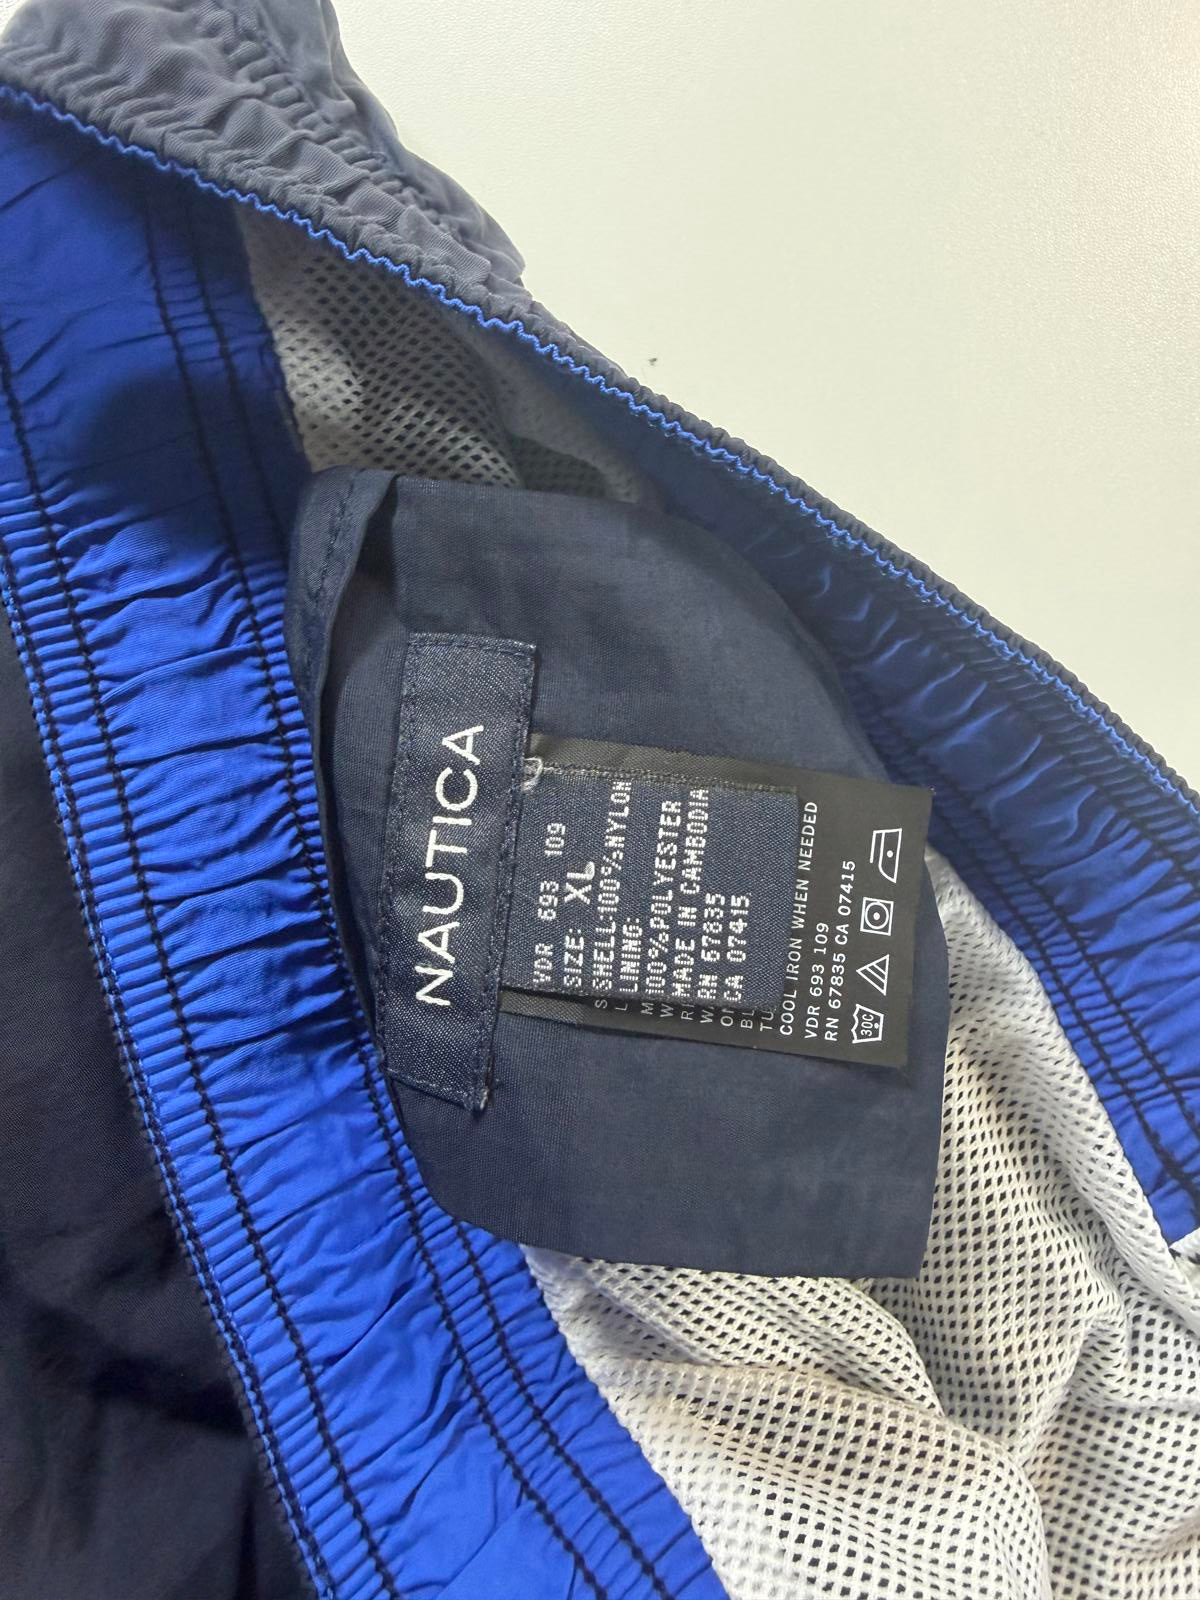 NAUTICA
VDR 693 109
SIZE: XL
SHELL:100%NYLON
LINING:
100%POLYESTER
MADE IN CAMBODIA
RN 67835
CA 07415
COOL IRON WHEN NEEDED
VDR 693 109
RN 67835 CA 07415
30C